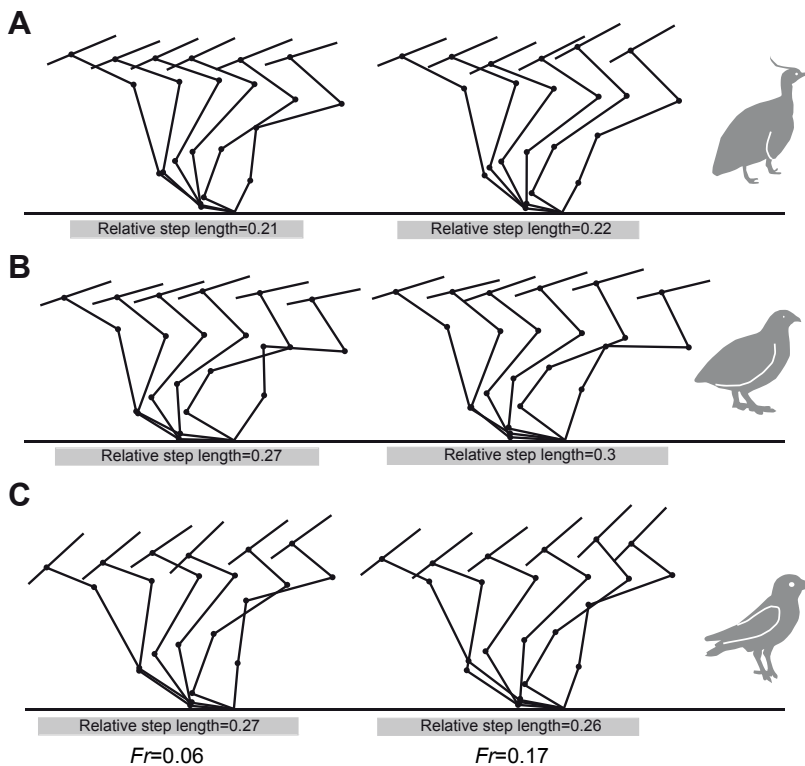 A
Relative step length=0.21
Relative step length=0.22
B
Relative step length=0.27
Relative step length=0.3
C
Relative step length=0.27
Relative step length=0.26
Fr=0.06
Fr=0.17